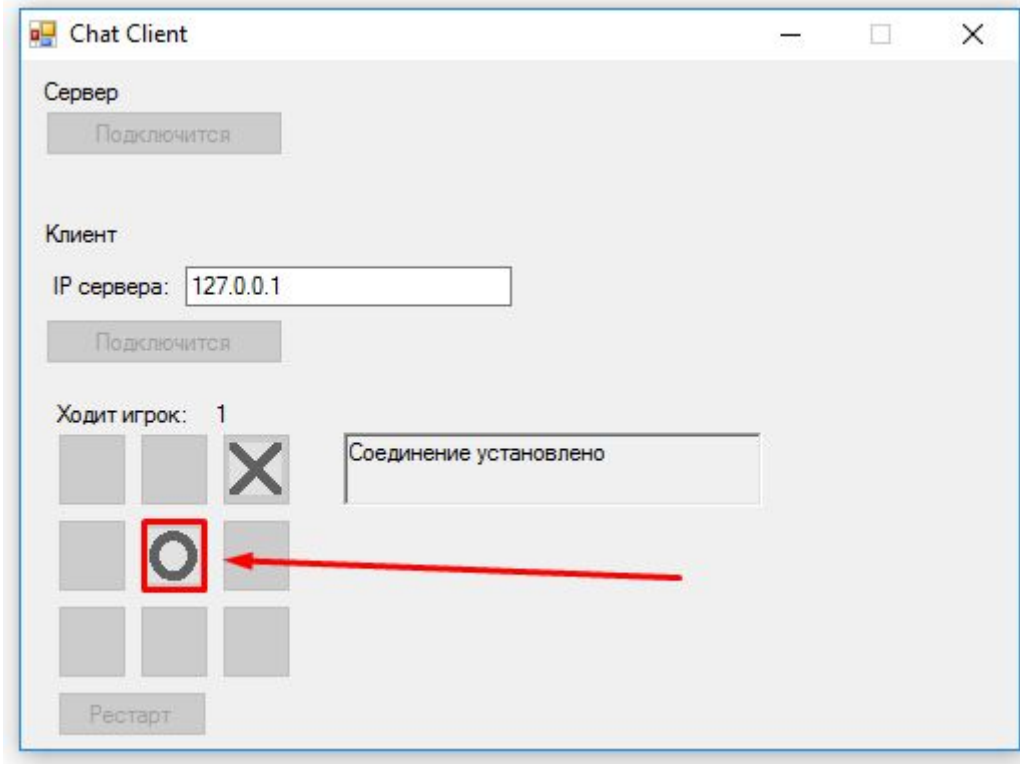 Chat Client
Сервер
Подключится
Клиент
IP сервера: 127.0.0.1
Подключится
Ходит игрок: 1
Соединение установлено
Рестарт